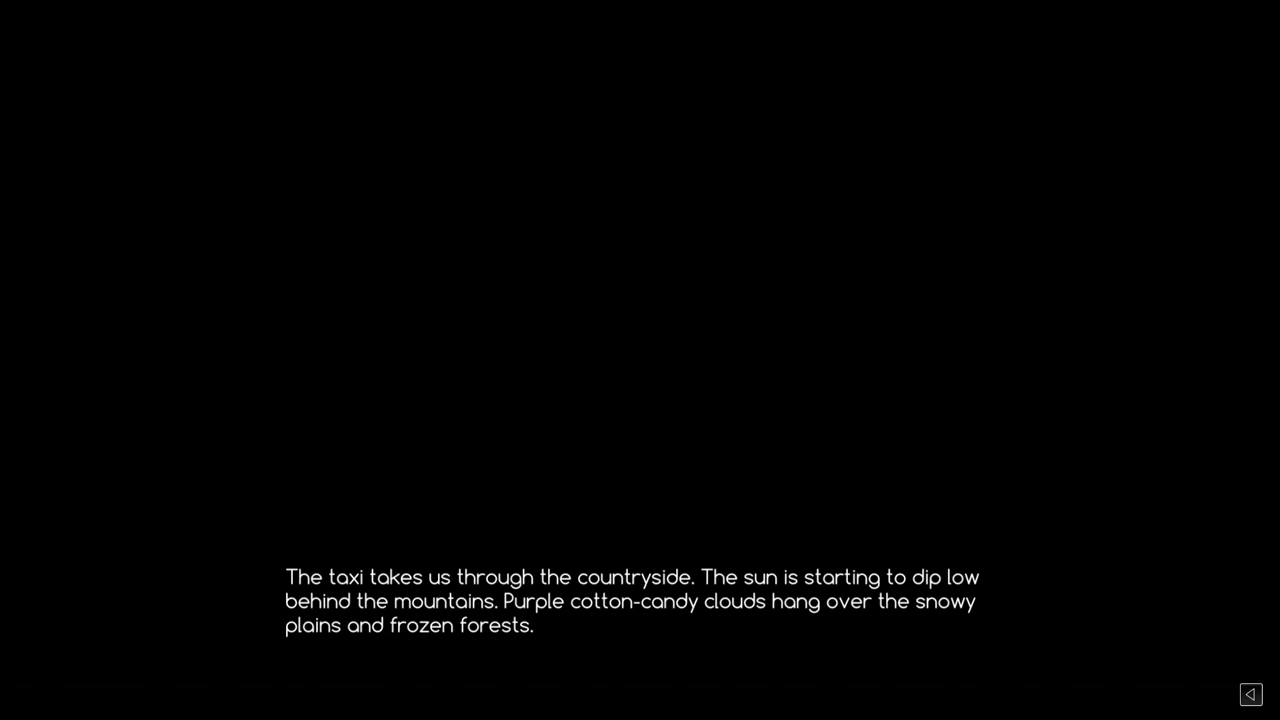 The taxi takes us through the countryside. The sun is starting to dip low
behind the mountains. Purple cotton-candy clouds hang over the snowy
plains and frozen forests.